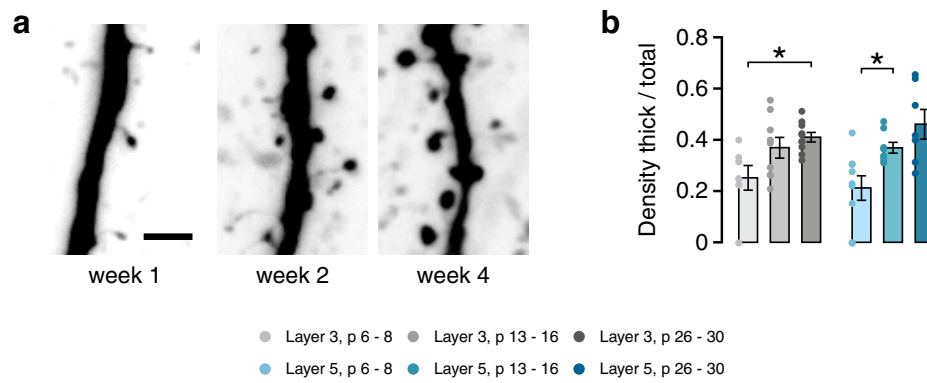 a
week 1
week 2
week 4
b
Density thick / total
0.8
0.6
0.4
0.2
0
*
*
Layer 3, p 6 - 8
Layer 3, p 13 - 16
Layer 3, p 26 - 30
Layer 5, p 6 - 8
Layer 5, p 13 - 16
Layer 5, p 26 - 30